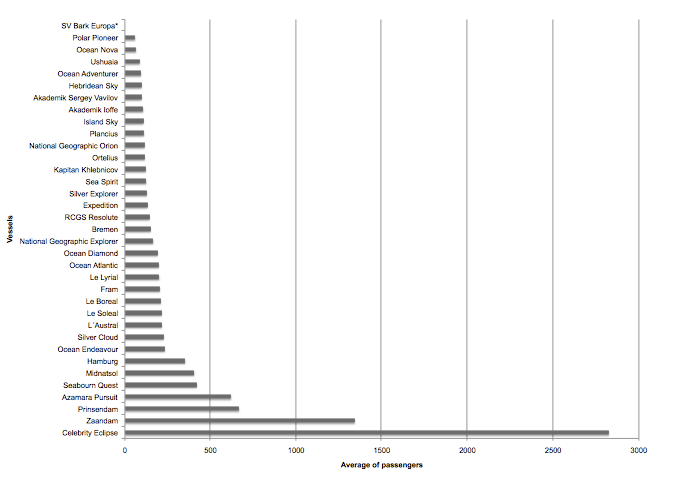 SV Bark Europa*
Polar Pioneer
Ocean Nova
Ushuaia
Ocean Adventurer
Hebridean Sky
Akademik Sergey Vavilov
Akademik Ioffe
Island Sky
Plancius
National Geographic Orion
Ortelius
Kapitan Khlebnicov
Sea Spirit
Silver Explorer
Expedition
RCGS Resolute
Bremen
National Geographic Explorer
Ocean Diamond
Ocean Atlantic
Le Lyrial
Fram
Le Boreal
Le Soleal
L´Austral
Silver Cloud
Ocean Endeavour
Hamburg
Midnatsol
Seabourn Quest
Azamara Pursuit
Prinsendam
Zaandam
Celebrity Eclipse
Vessels
0 500 1000 1500 2000 2500 3000
Average of passengers